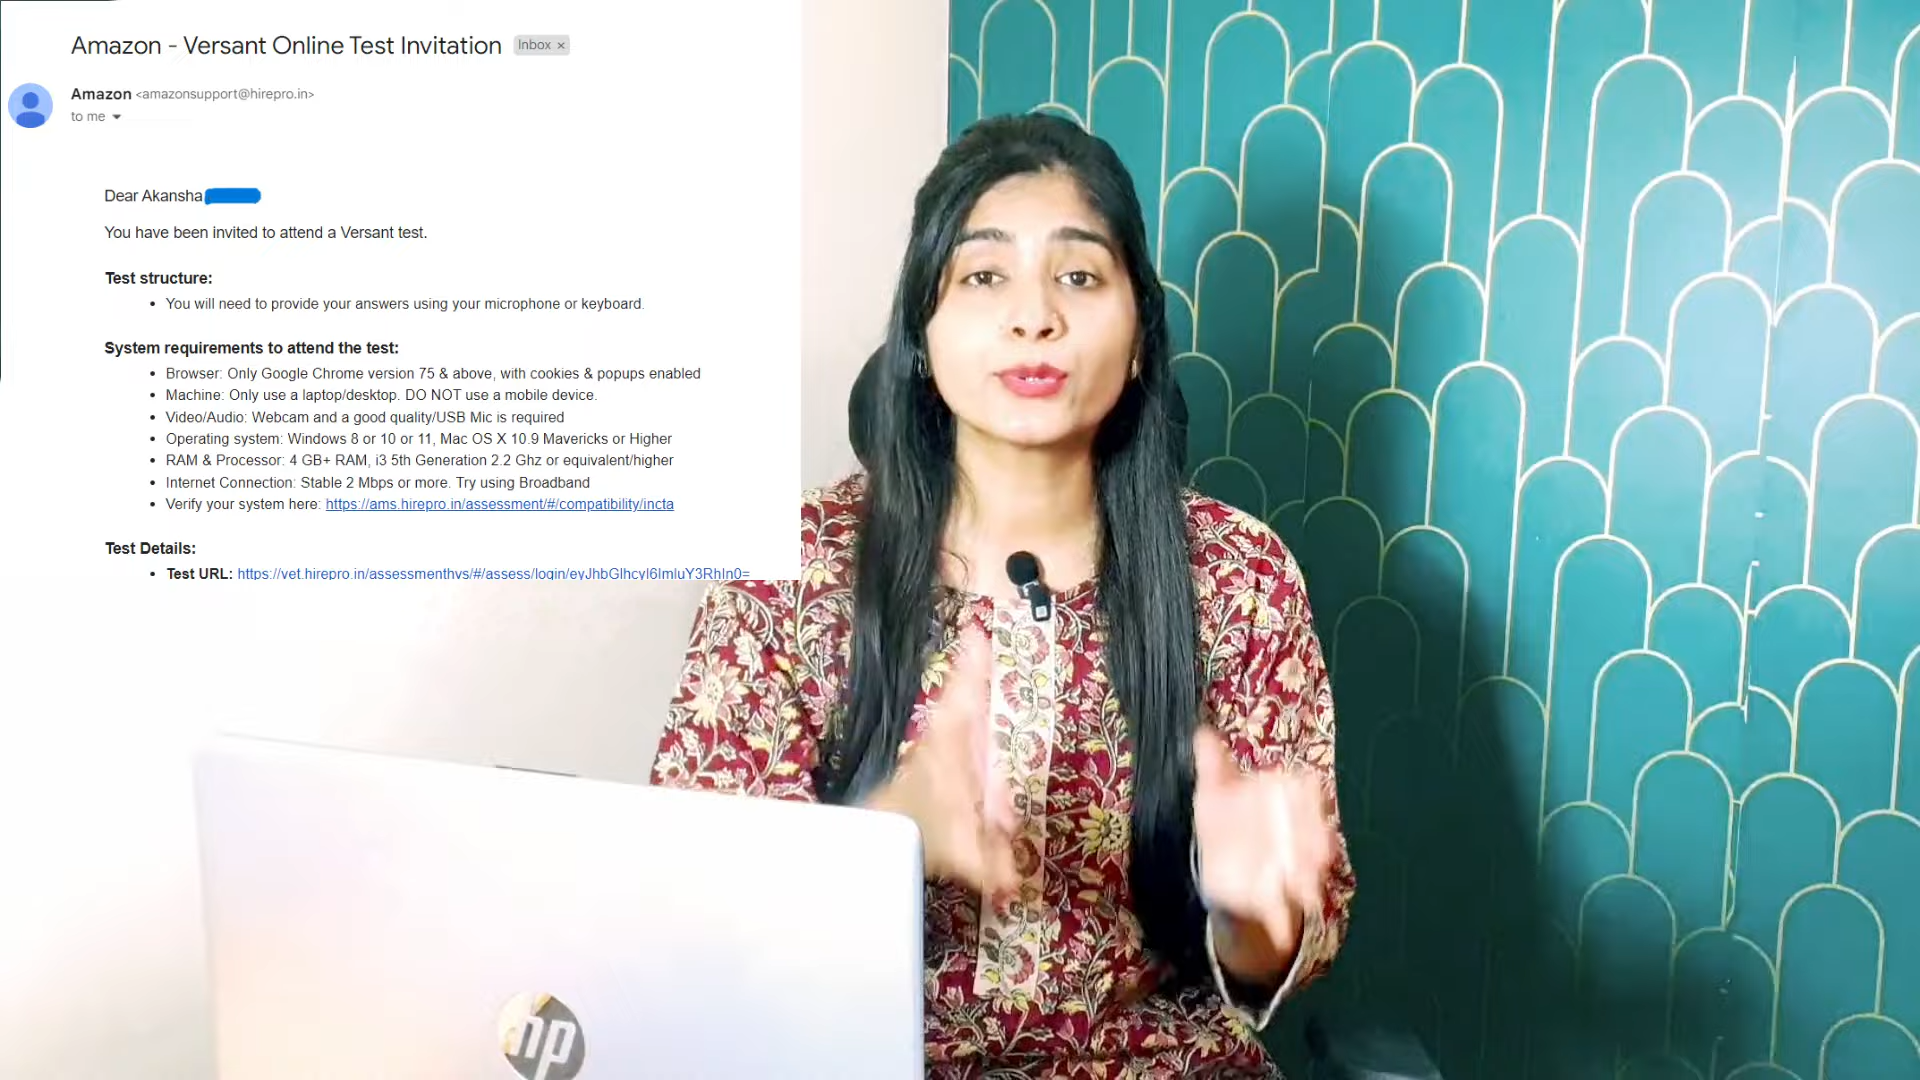 Amazon - Versant Online Test Invitation Inbox ×
Amazon <amazonsupport@hirepro.in>
to me
Dear Akansha
You have been invited to attend a Versant test.
Test structure:
• You will need to provide your answers using your microphone or keyboard.
System requirements to attend the test:
• Browser: Only Google Chrome version 75 & above, with cookies & popups enabled
• Machine: Only use a laptop/desktop. DO NOT use a mobile device.
• Video/Audio: Webcam and a good quality/USB Mic is required
• Operating system: Windows 8 or 10 or 11, Mac OS X 10.9 Mavericks or Higher
• RAM & Processor: 4 GB+ RAM, i3 5th Generation 2.2 Ghz or equivalent/higher
• Internet Connection: Stable 2 Mbps or more. Try using Broadband
• Verify your system here: https://ams.hirepro.in/assessment/#/compatibility/incta
Test Details:
• Test URL: https://vet.hirepro.in/assessmenthvs/#/assess/login/eyJhbGlhcyI6ImluY3RhIn0=
hp